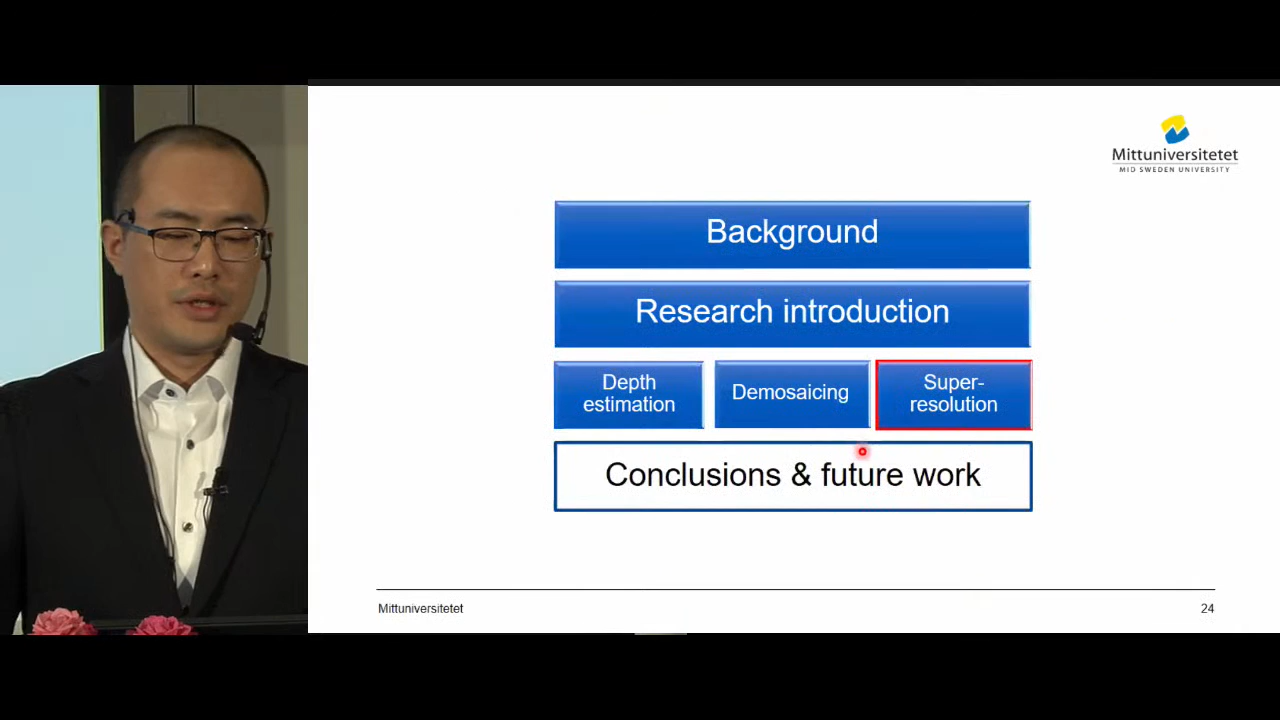 Mittuniversitetet
MID SWEDEN UNIVERSITY
Background
Research introduction
Depth
estimation
Demosaicing
Super-
resolution
Conclusions & future work
Mittuniversitetet
24